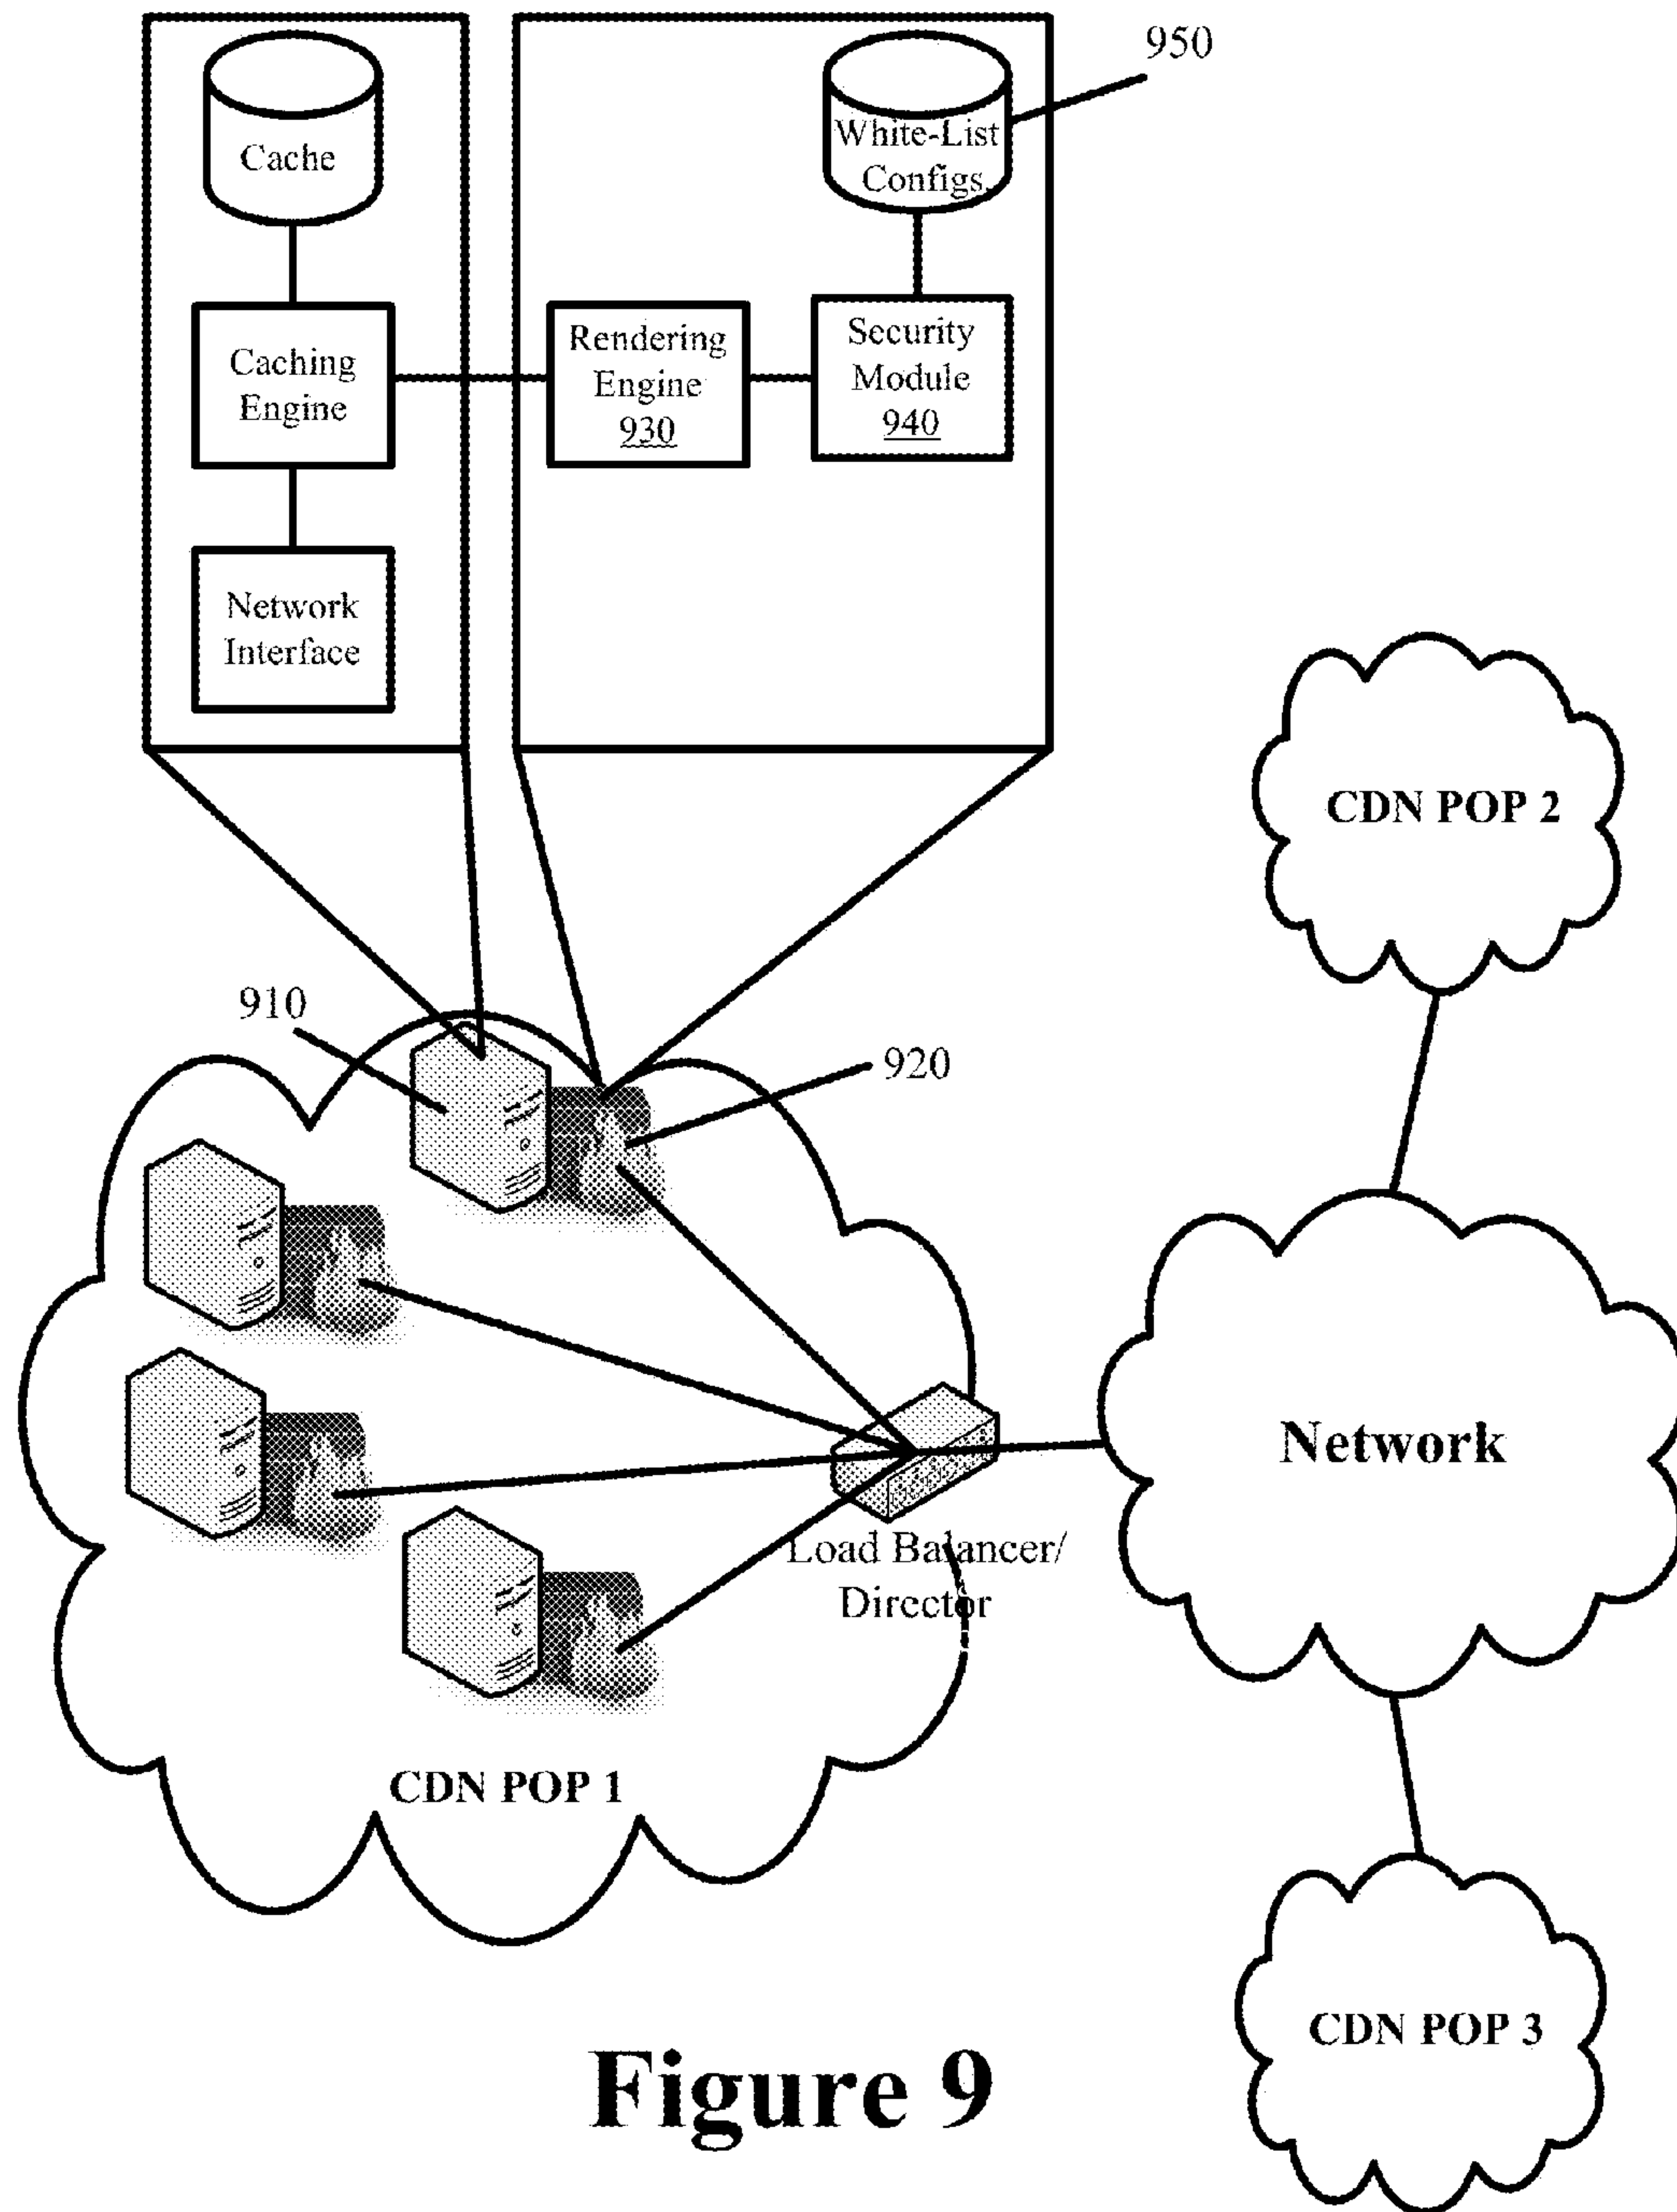 950
Cache
White-List
Configs.
Caching
Engine
Rendering
Engine
930
Security
Module
940
Network
Interface
CDN POP 2
910
920
Network
Load Balancer/
Director
CDN POP 1
CDN POP 3
Figure 9